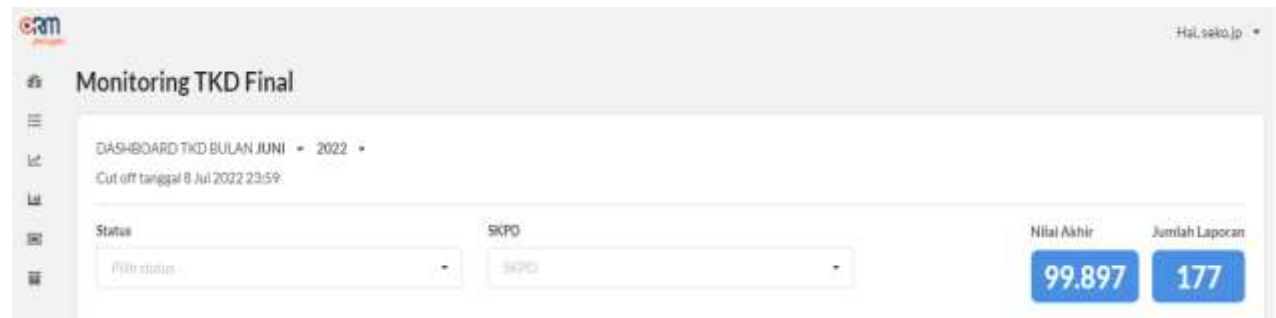 CRM
Hai, seko.jp
Monitoring TKD Final
DASHBOARD TKD BULAN JUNI 2022
Cut off tanggal 8 Jul 2022 23:59
Status
SKPD
Nilai Akhir
Jumlah Laporan
Pilih status
SKPD
99.897
177